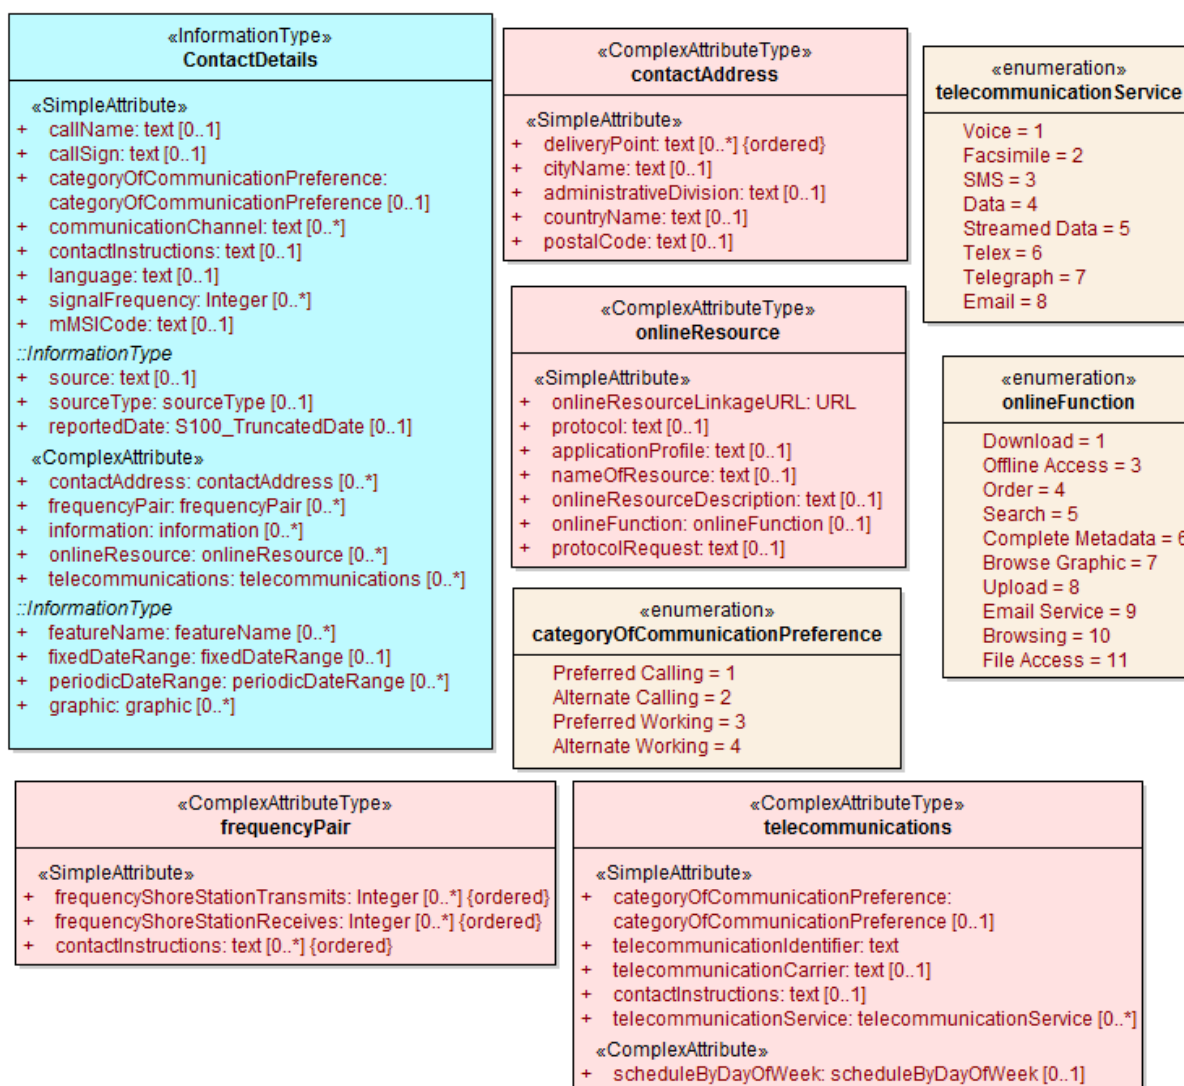 «InformationType»
ContactDetails
«SimpleAttribute»
+ callName: text [0..1]
+ callSign: text [0..1]
+ categoryOfCommunicationPreference:
categoryOfCommunicationPreference [0..1]
+ communicationChannel: text [0..*]
+ contactInstructions: text [0..1]
+ language: text [0..1]
+ signalFrequency: Integer [0..*]
+ mMSICode: text [0..1]
::InformationType
+ source: text [0..1]
+ sourceType: sourceType [0..1]
+ reportedDate: S100_TruncatedDate [0..1]
«ComplexAttribute»
+ contactAddress: contactAddress [0..*]
+ frequencyPair: frequencyPair [0..*]
+ information: information [0..*]
+ onlineResource: onlineResource [0..*]
+ telecommunications: telecommunications [0..*]
::InformationType
+ featureName: featureName [0..*]
+ fixedDateRange: fixedDateRange [0..1]
+ periodicDateRange: periodicDateRange [0..*]
+ graphic: graphic [0..*]
«ComplexAttributeType»
contactAddress
«SimpleAttribute»
+ deliveryPoint: text [0..*] {ordered}
+ cityName: text [0..1]
+ administrativeDivision: text [0..1]
+ countryName: text [0..1]
+ postalCode: text [0..1]
«enumeration»
telecommunicationService
Voice = 1
Facsimile = 2
SMS = 3
Data = 4
Streamed Data = 5
Telex = 6
Telegraph = 7
Email = 8
«ComplexAttributeType»
onlineResource
«SimpleAttribute»
+ onlineResourceLinkageURL: URL
+ protocol: text [0..1]
+ applicationProfile: text [0..1]
+ nameOfResource: text [0..1]
+ onlineResourceDescription: text [0..1]
+ onlineFunction: onlineFunction [0..1]
+ protocolRequest: text [0..1]
«enumeration»
onlineFunction
Download = 1
Offline Access = 3
Order = 4
Search = 5
Complete Metadata = 6
Browse Graphic = 7
Upload = 8
Email Service = 9
Browsing = 10
File Access = 11
«enumeration»
categoryOfCommunicationPreference
Preferred Calling = 1
Alternate Calling = 2
Preferred Working = 3
Alternate Working = 4
«ComplexAttributeType»
frequencyPair
«SimpleAttribute»
+ frequencyShoreStationTransmits: Integer [0..*] {ordered}
+ frequencyShoreStationReceives: Integer [0..*] {ordered}
+ contactInstructions: text [0..*] {ordered}
«ComplexAttributeType»
telecommunications
«SimpleAttribute»
+ categoryOfCommunicationPreference:
categoryOfCommunicationPreference [0..1]
+ telecommunicationIdentifier: text
+ telecommunicationCarrier: text [0..1]
+ contactInstructions: text [0..1]
+ telecommunicationService: telecommunicationService [0..*]
«ComplexAttribute»
+ scheduleByDayOfWeek: scheduleByDayOfWeek [0..1]